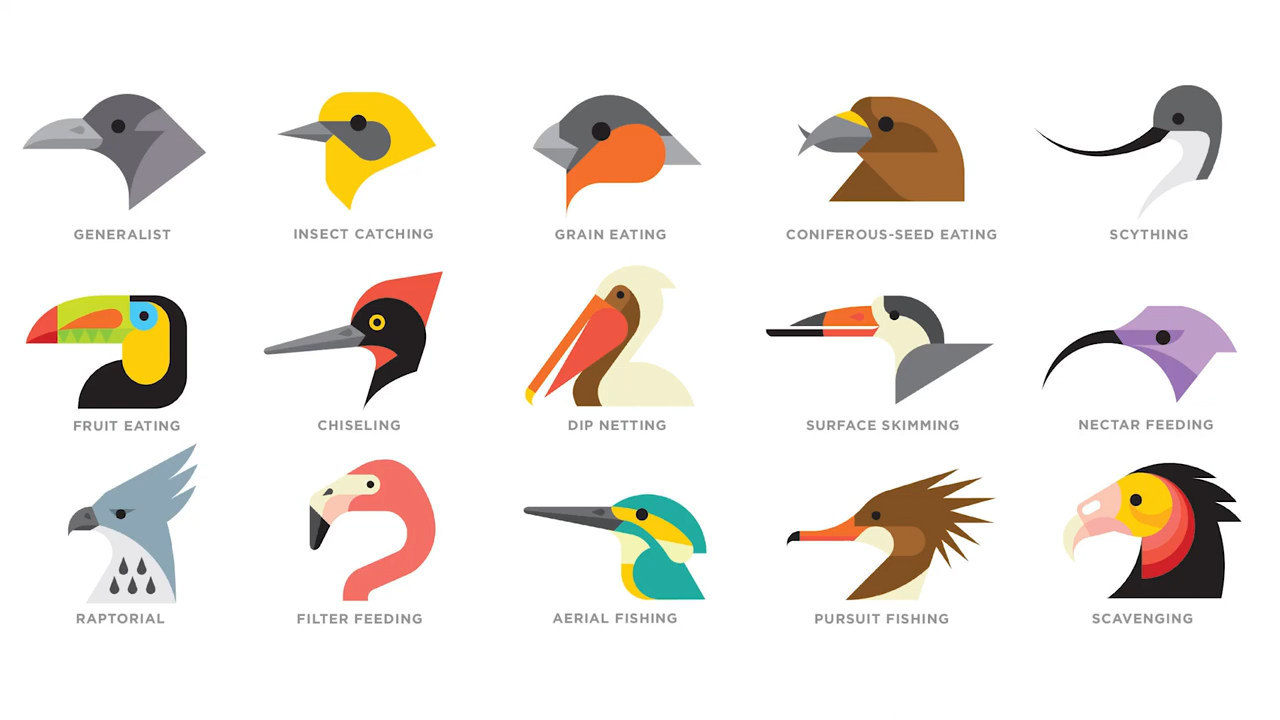 GENERALIST
INSECT CATCHING
GRAIN EATING
CONIFEROUS-SEED EATING
SCYTHING
FRUIT EATING
CHISELING
DIP NETTING
SURFACE SKIMMING
NECTAR FEEDING
RAPTORIAL
FILTER FEEDING
AERIAL FISHING
PURSUIT FISHING
SCAVENGING